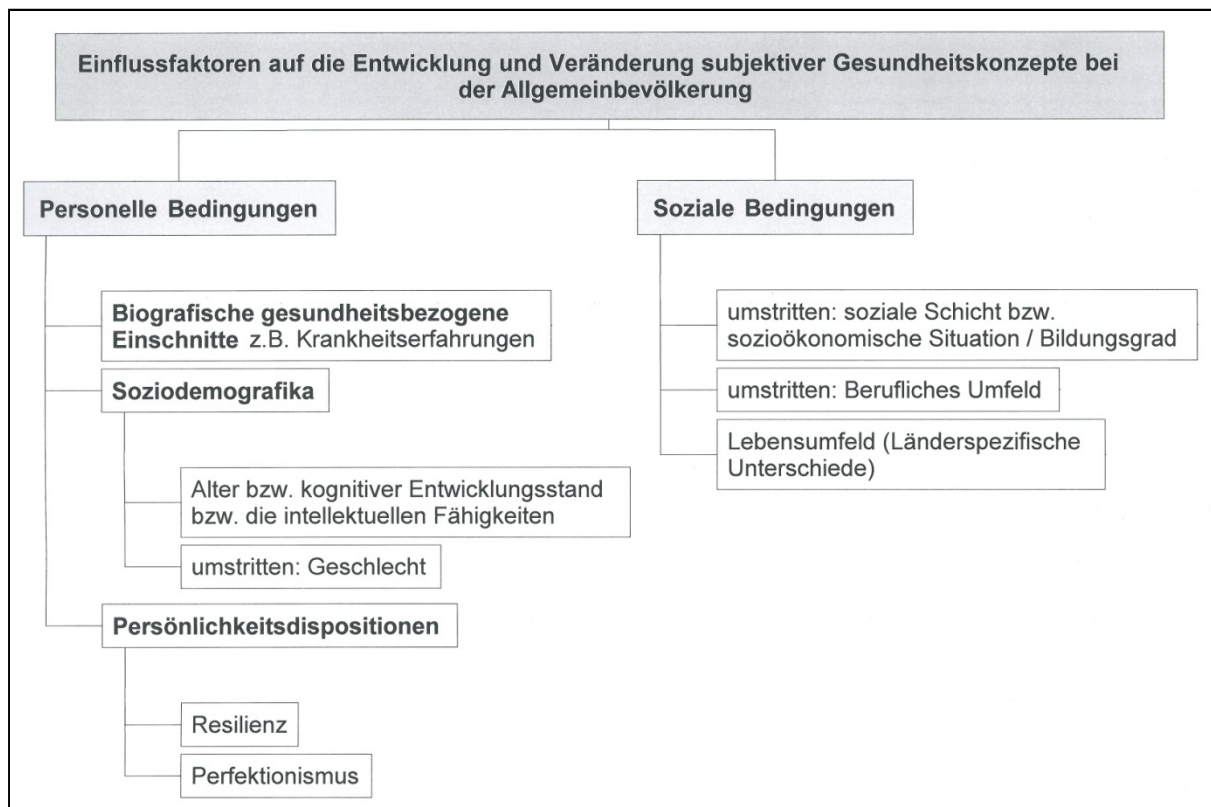 Einflussfaktoren auf die Entwicklung und Veränderung subjektiver Gesundheitskonzepte bei
der Allgemeinbevölkerung
Personelle Bedingungen
Biografische gesundheitsbezogene
Einschnitte z.B. Krankheitserfahrungen
Soziodemografika
Alter bzw. kognitiver Entwicklungsstand
bzw. die intellektuellen Fähigkeiten
umstritten: Geschlecht
Persönlichkeitsdispositionen
Resilienz
Perfektionismus
Soziale Bedingungen
umstritten: soziale Schicht bzw.
sozioökonomische Situation / Bildungsgrad
umstritten: Berufliches Umfeld
Lebensumfeld (Länderspezifische
Unterschiede)